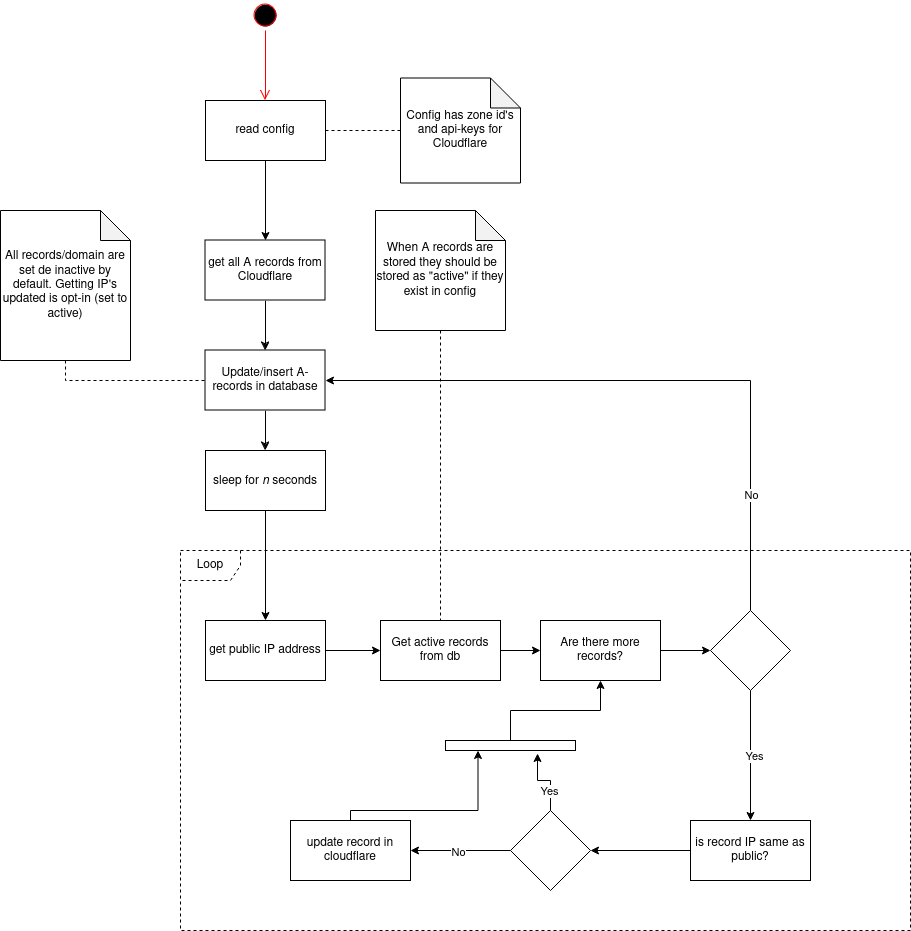 read config
Config has zone id's
and api-keys for
Cloudflare
All records/domain are
set de inactive by
default. Getting IP's
updated is opt-in (set to
active)
get all A records from
Cloudflare
When A records are
stored they should be
stored as "active" if they
exist in config
Update/insert A-
records in database
sleep for n seconds
No
Loop
get public IP address
Get active records
from db
Are there more
records?
Yes
is record IP same as
public?
Yes
No
update record in
cloudflare